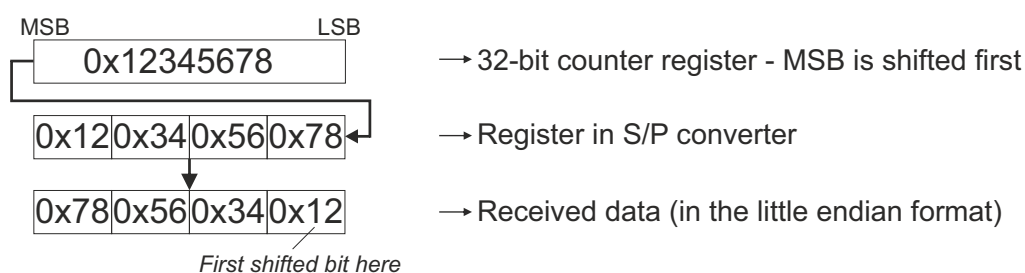 MSB LSB
0x12345678 32-bit counter register - MSB is shifted first
0x12 0x34 0x56 0x78 Register in S/P converter
0x78 0x56 0x34 0x12 Received data (in the little endian format)
First shifted bit here